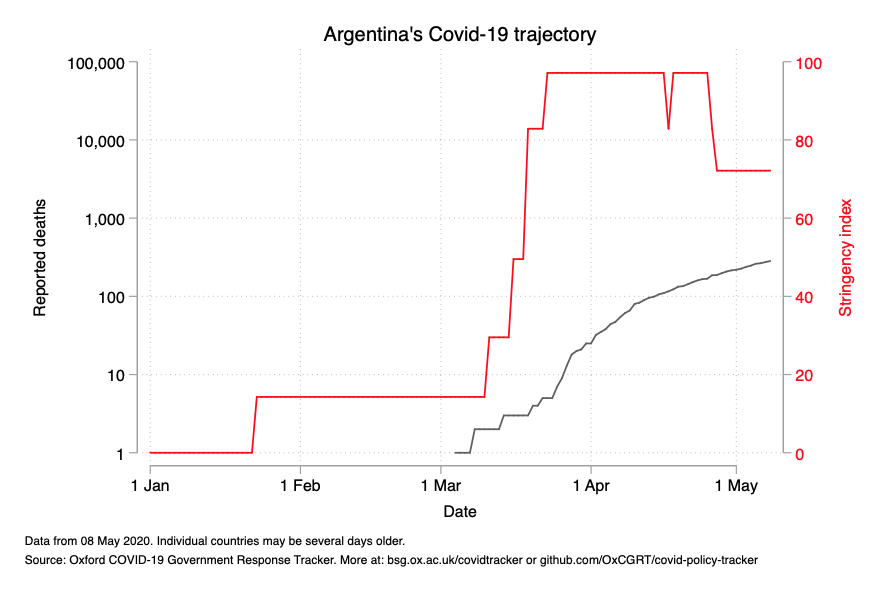 Argentina's Covid-19 trajectory
100,000
10,000
1,000
100
10
1
Reported deaths
100
80
60
40
20
0
Stringency index
1 Jan 1 Feb 1 Mar 1 Apr 1 May
Date
Data from 08 May 2020. Individual countries may be several days older.
Source: Oxford COVID-19 Government Response Tracker. More at: bsg.ox.ac.uk/covidtracker or github.com/OxCGRT/covid-policy-tracker